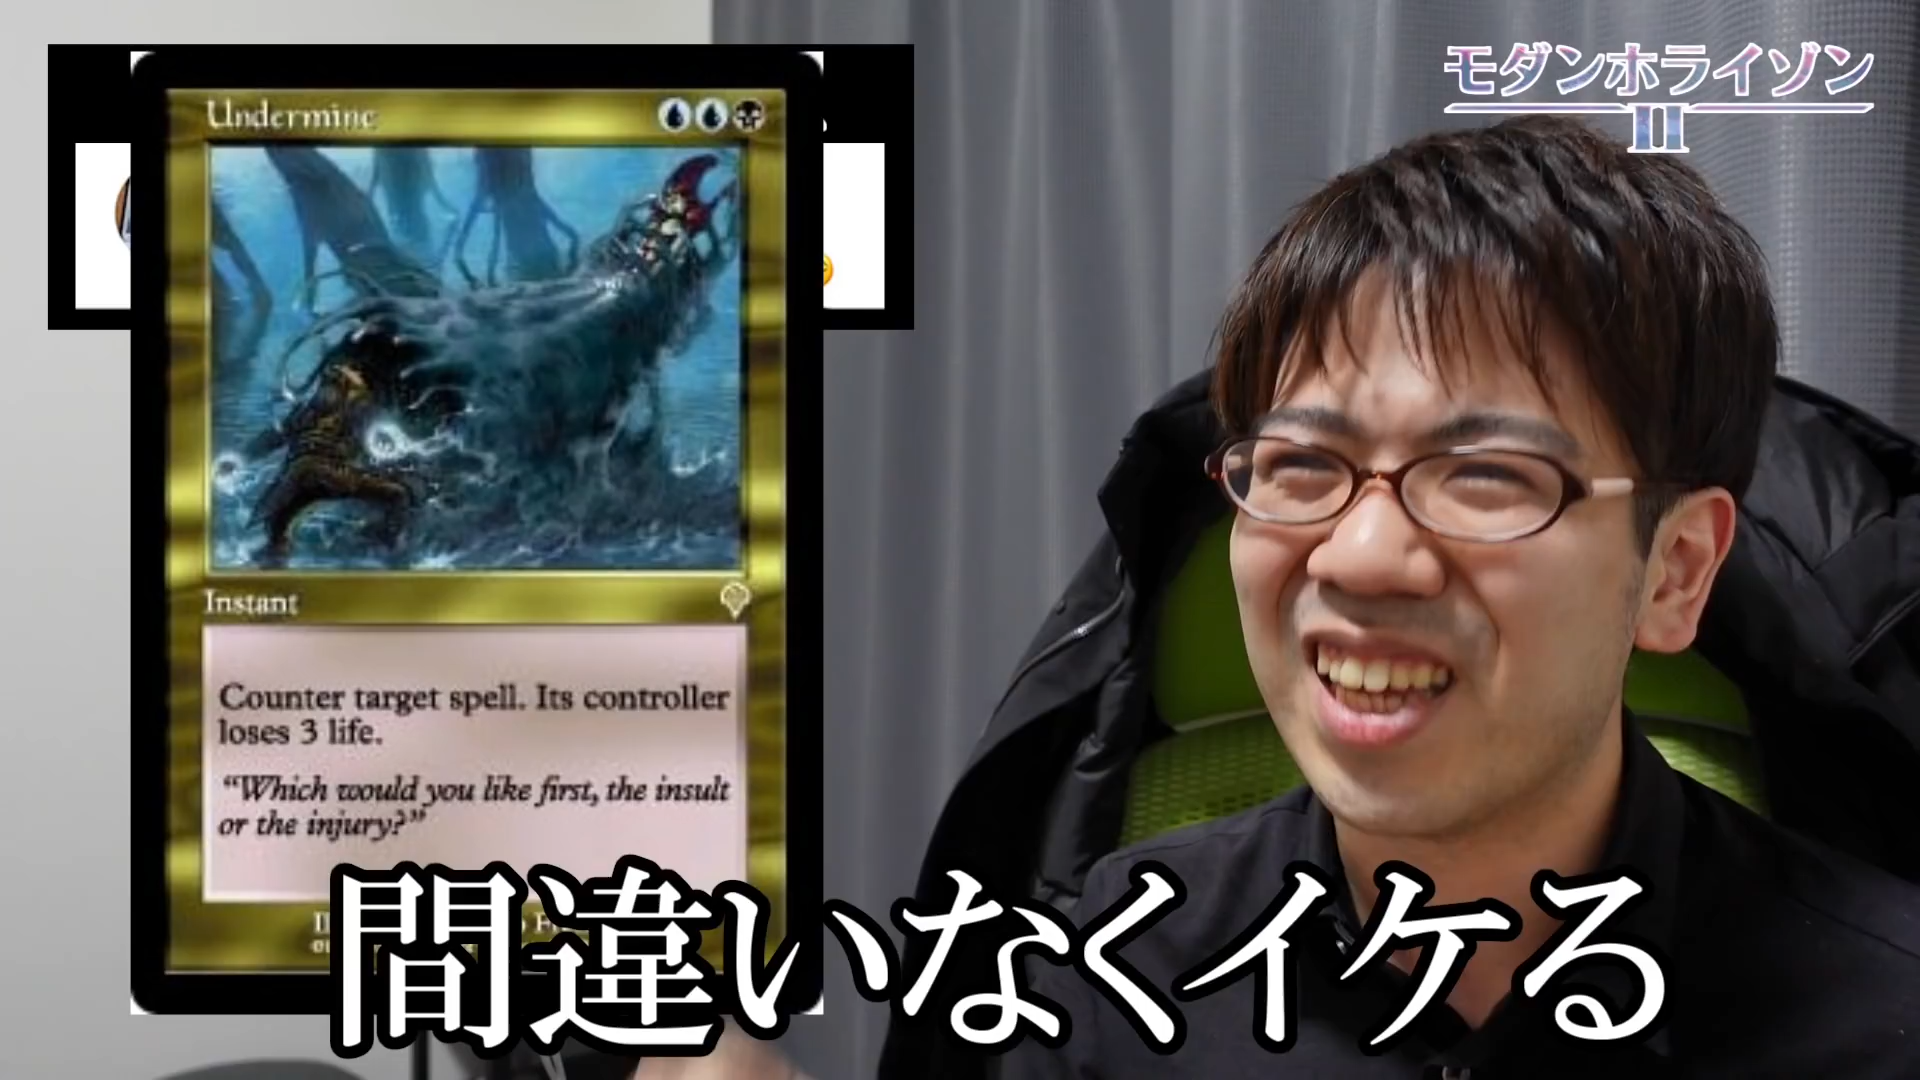 モダンホライゾン
II
Undermine
Instant
Counter target spell. Its controller
loses 3 life.
“Which would you like first, the insult
or the injury?”
間違いなくイケる